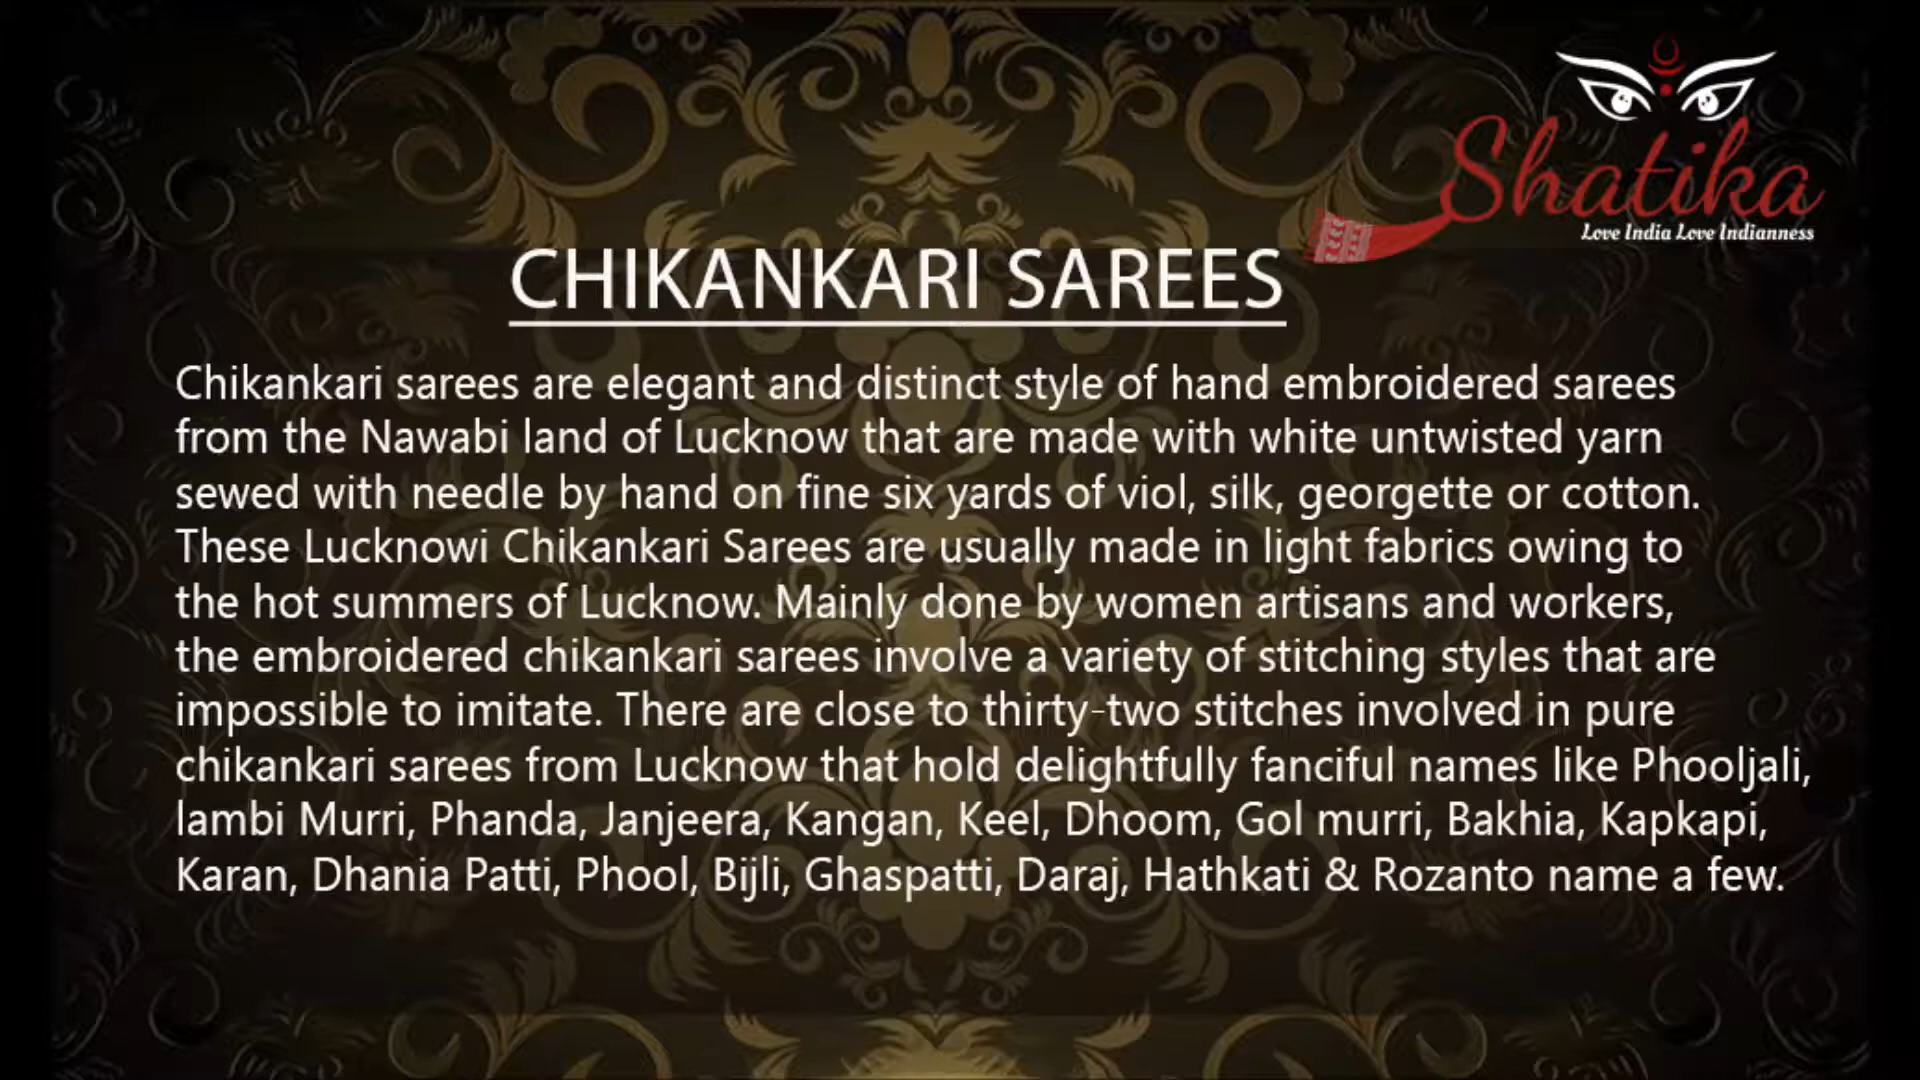 Shatika
Love India Love Indianness
CHIKANKARI SAREES
Chikankari sarees are elegant and distinct style of hand embroidered sarees
from the Nawabi land of Lucknow that are made with white untwisted yarn
sewed with needle by hand on fine six yards of viol, silk, georgette or cotton.
These Lucknowi Chikankari Sarees are usually made in light fabrics owing to
the hot summers of Lucknow. Mainly done by women artisans and workers,
the embroidered chikankari sarees involve a variety of stitching styles that are
impossible to imitate. There are close to thirty-two stitches involved in pure
chikankari sarees from Lucknow that hold delightfully fanciful names like Phooljali,
lambi Murri, Phanda, Janjeera, Kangan, Keel, Dhoom, Gol murri, Bakhia, Kapkapi,
Karan, Dhania Patti, Phool, Bijli, Ghaspatti, Daraj, Hathkati & Rozanto name a few.